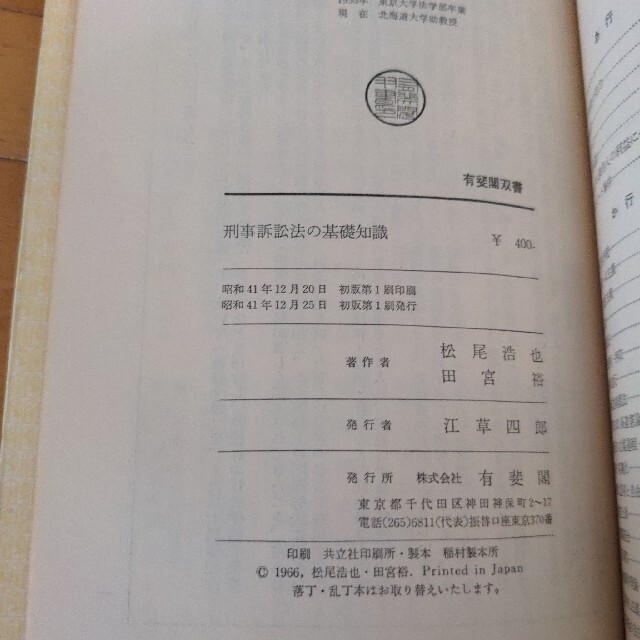 1955年 東京大学法学部卒業
現在 北海道大学助教授
有斐閣双書
刑事訴訟法の基礎知識 ¥ 400-
昭和41年12月20日 初版第1刷印刷
昭和41年12月25日 初版第1刷発行
著作者 松尾浩也
田宮裕
発行者 江草四郎
発行所 株式会社 有斐閣
東京都千代田区神田神保町2~17
電話(265)6811(代表)振替口座東京370番
印刷 共立社印刷所・製本 稲村製本所
© 1966, 松尾浩也・田宮裕. Printed in Japan
落丁・乱丁本はお取り替えいたします。
か行